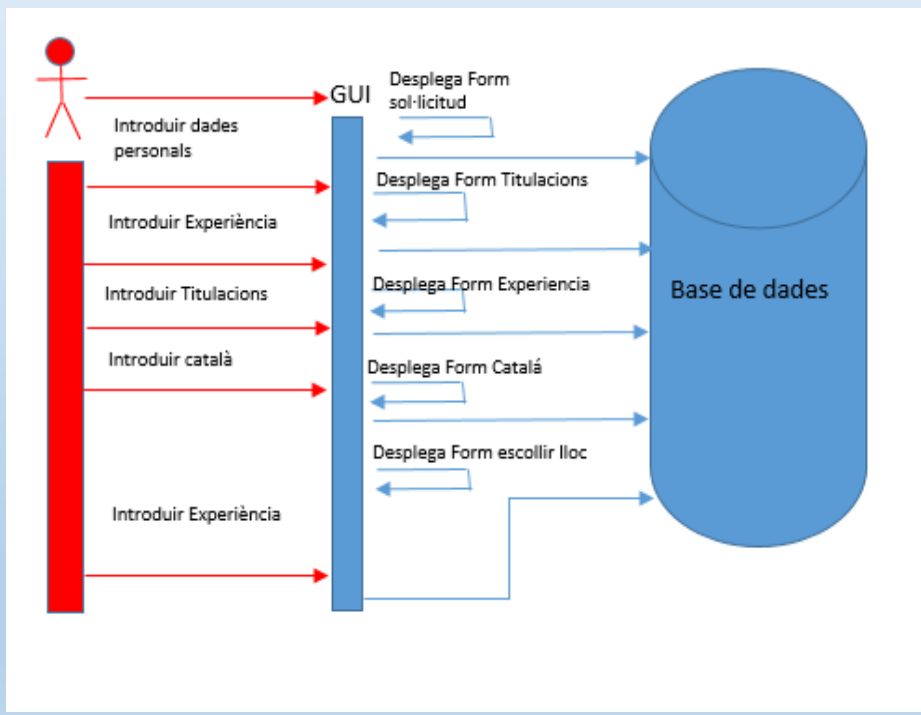 Desplega Form
sol·licitud
GUI
Introduir dades
personals
Desplega Form Titulacions
Introduir Experiència
Desplega Form Experiencia
Base de dades
Introduir Titulacions
Introduir català
Desplega Form Catalá
Desplega Form escollir lloc
Introduir Experiència